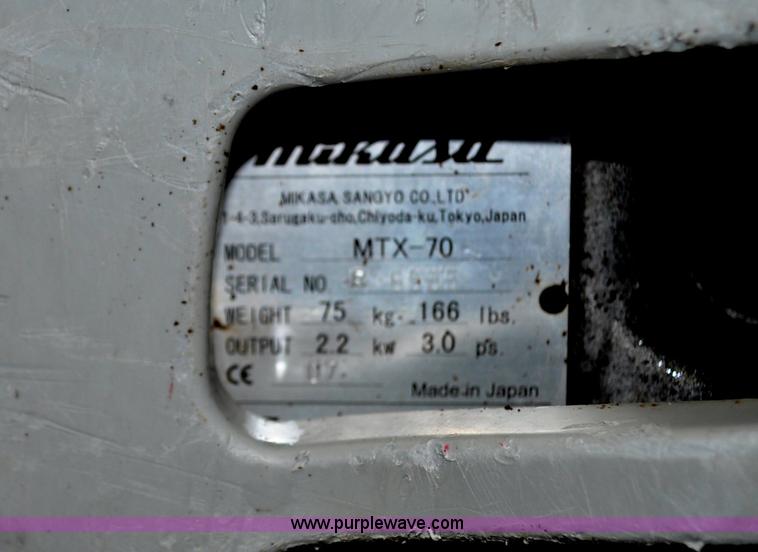 mikasa
MIKASA SANGYO CO.,LTD
1-4-3,Sarugaku-cho,Chiyoda-ku,Tokyo,Japan
MODEL MTX-70
SERIAL NO
WEIGHT 75 kg. 166 lbs.
OUTPUT 2.2 kw 3.0 ps.
CE
Made in Japan
www.purplewave.com